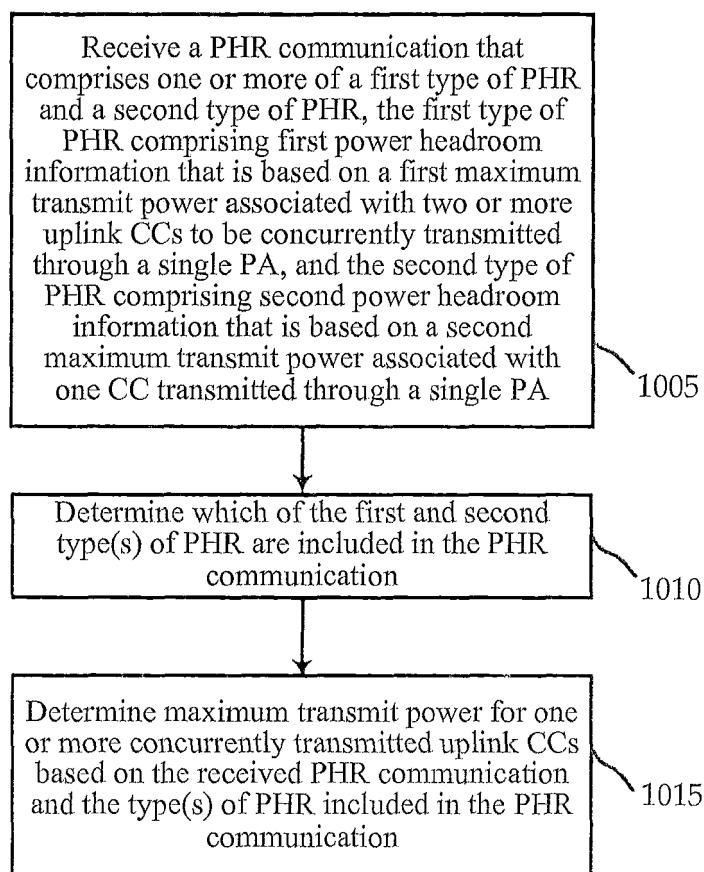 Receive a PHR communication that
comprises one or more of a first type of PHR
and a second type of PHR, the first type of
PHR comprising first power headroom
information that is based on a first maximum
transmit power associated with two or more
uplink CCs to be concurrently transmitted
through a single PA, and the second type of
PHR comprising second power headroom
information that is based on a second
maximum transmit power associated with
one CC transmitted through a single PA
1005
Determine which of the first and second
type(s) of PHR are included in the PHR
communication
1010
Determine maximum transmit power for one
or more concurrently transmitted uplink CCs
based on the received PHR communication
and the type(s) of PHR included in the PHR
communication
1015